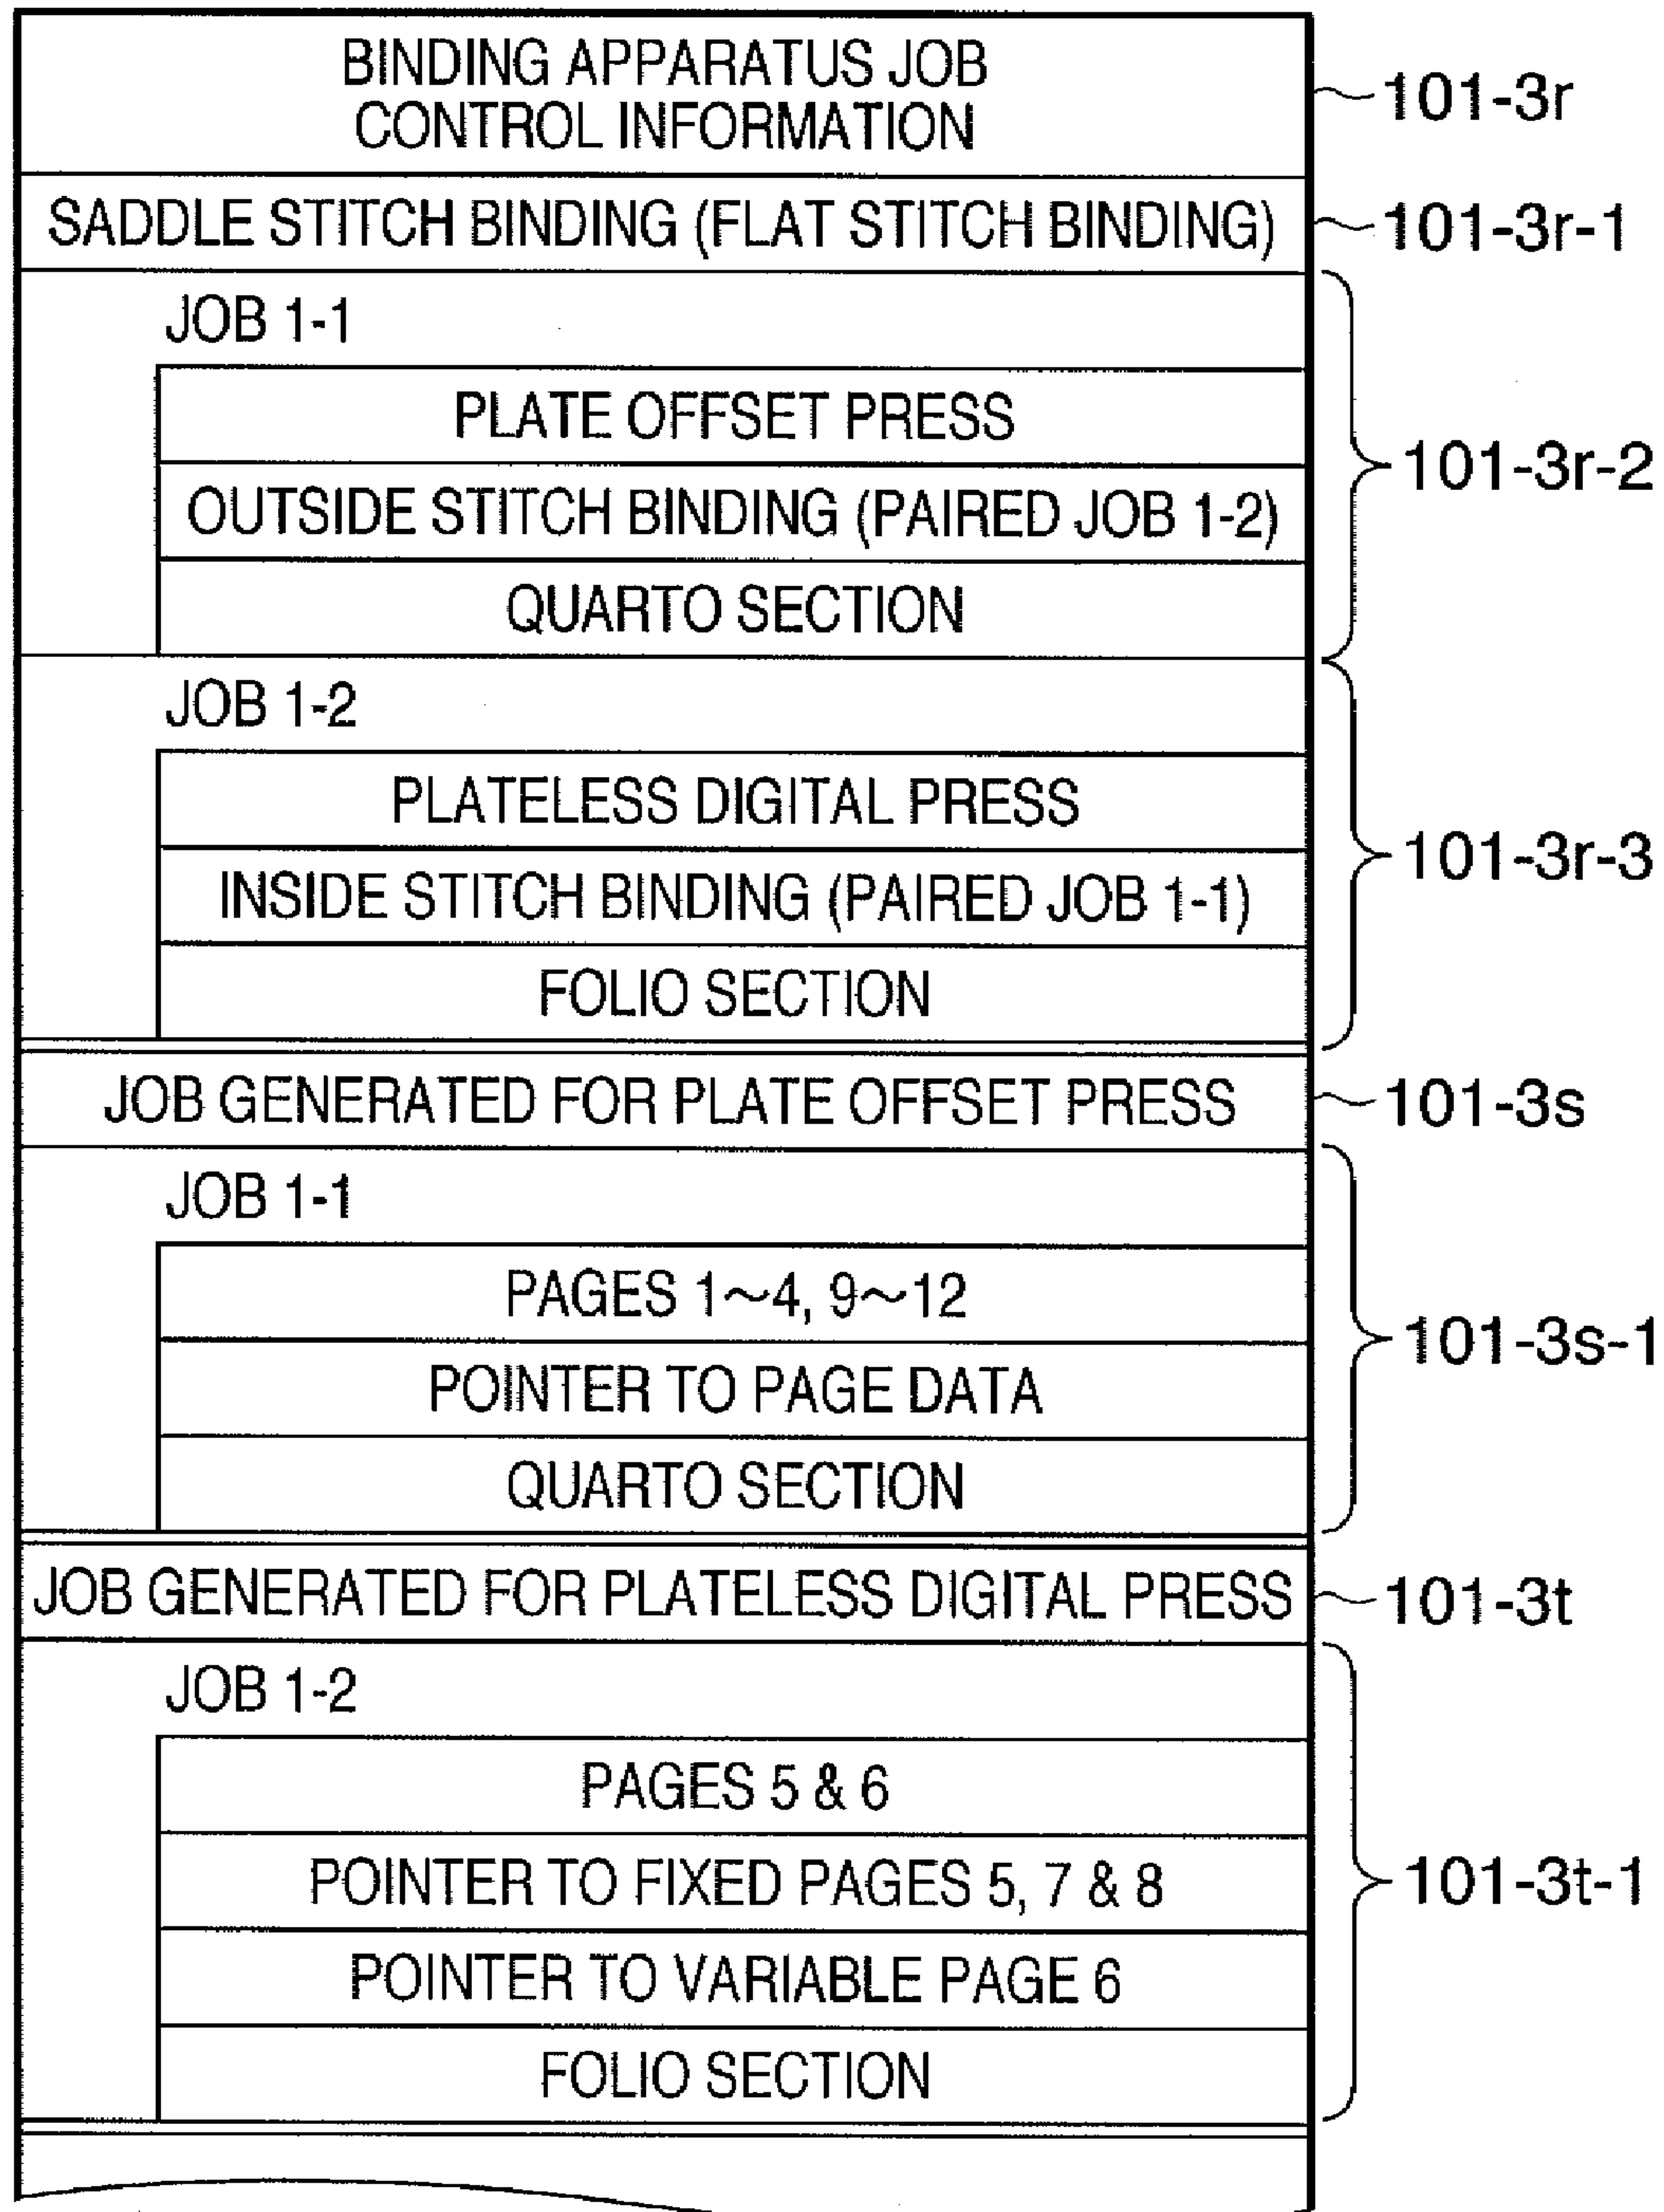 BINDING APPARATUS JOB
CONTROL INFORMATION
101-3r
SADDLE STITCH BINDING (FLAT STITCH BINDING)
101-3r-1
JOB 1-1
PLATE OFFSET PRESS
OUTSIDE STITCH BINDING (PAIRED JOB 1-2)
QUARTO SECTION
101-3r-2
JOB 1-2
PLATELESS DIGITAL PRESS
INSIDE STITCH BINDING (PAIRED JOB 1-1)
FOLIO SECTION
101-3r-3
JOB GENERATED FOR PLATE OFFSET PRESS
101-3s
JOB 1-1
PAGES 1~4, 9~12
POINTER TO PAGE DATA
QUARTO SECTION
101-3s-1
JOB GENERATED FOR PLATELESS DIGITAL PRESS
101-3t
JOB 1-2
PAGES 5 & 6
POINTER TO FIXED PAGES 5, 7 & 8
POINTER TO VARIABLE PAGE 6
FOLIO SECTION
101-3t-1